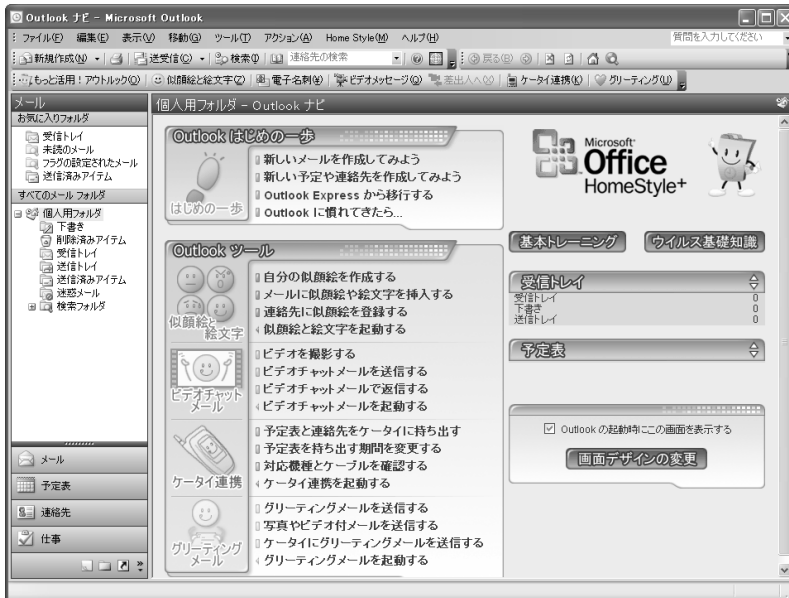 Outlook ナビ - Microsoft Outlook
ファイル(F) 編集(E) 表示(V) 移動(G) ツール(T) アクション(A) Home Style(M) ヘルプ(H) 質問を入力してください
新規作成(N) 送受信(C) 検索(I) 連絡先の検索 戻る(B)
もっと活用!アウトルック(O) 似顔絵と絵文字(Z) 電子名刺(V) ビデオメッセージ(Q) 差出人へ(X) ケータイ連携(K) グリーティング(U)
メール
個人用フォルダ - Outlook ナビ
お気に入りフォルダ
受信トレイ
未読のメール
フラグの設定されたメール
送信済みアイテム
すべてのメール フォルダ
個人用フォルダ
下書き
削除済みアイテム
受信トレイ
送信トレイ
送信済みアイテム
迷惑メール
検索フォルダ
メール
予定表
連絡先
仕事
Outlook はじめの一歩
はじめの一歩
新しいメールを作成してみよう
新しい予定や連絡先を作成してみよう
Outlook Express から移行する
Outlook に慣れてきたら...
Outlook ツール
似顔絵と
絵文字
自分の似顔絵を作成する
メールに似顔絵や絵文字を挿入する
連絡先に似顔絵を登録する
似顔絵と絵文字を起動する
ビデオチャット
メール
ビデオを撮影する
ビデオチャットメールを送信する
ビデオチャットメールで返信する
ビデオチャットメールを起動する
ケータイ連携
予定表と連絡先をケータイに持ち出す
予定表を持ち出す期間を変更する
対応機種とケーブルを確認する
ケータイ連携を起動する
グリーティング
メール
グリーティングメールを送信する
写真やビデオ付メールを送信する
ケータイにグリーティングメールを送信する
グリーティングメールを起動する
Microsoft
Office
HomeStyle+
基本トレーニング ウイルス基礎知識
受信トレイ
受信トレイ 0
下書き 0
送信トレイ 0
予定表
Outlook の起動時にこの画面を表示する
画面デザインの変更